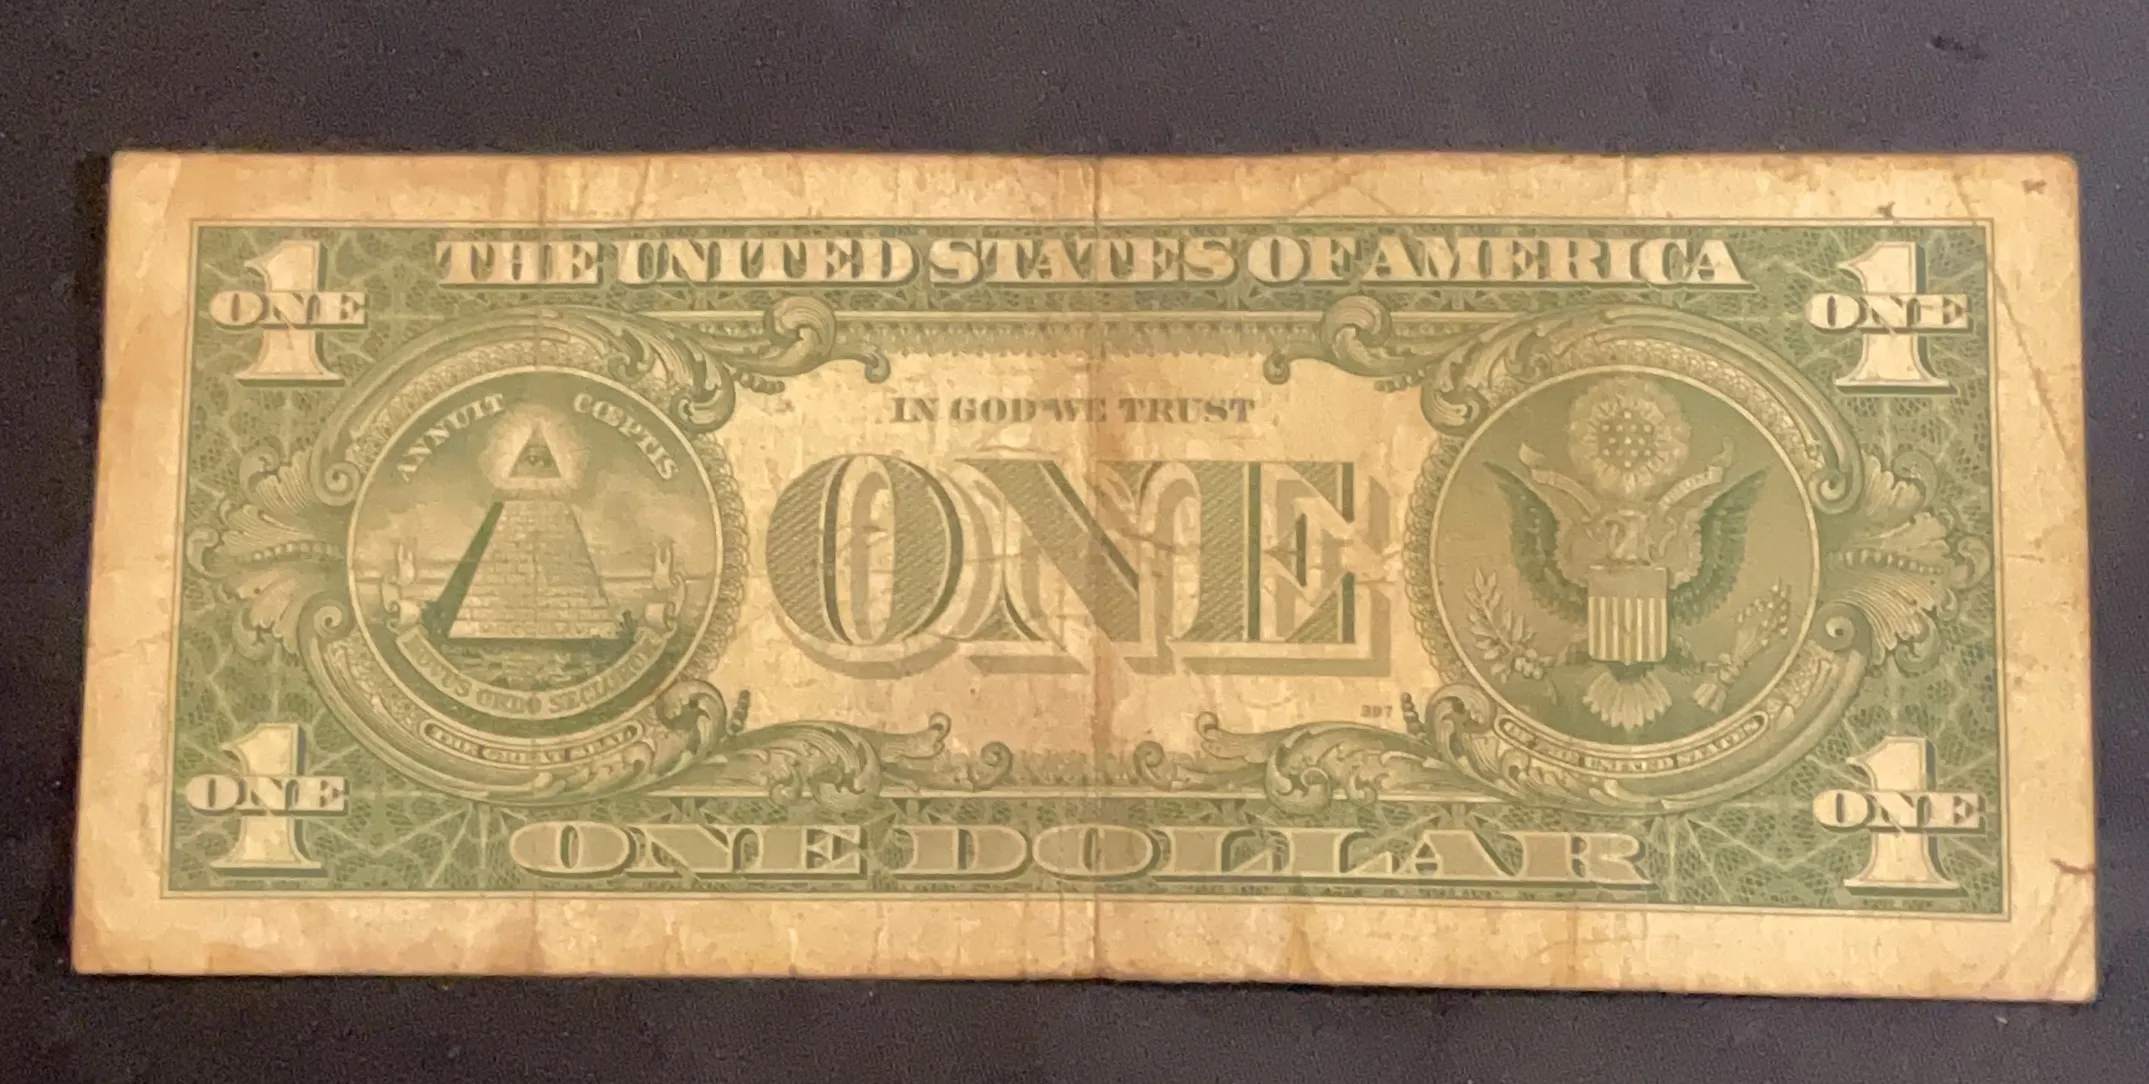 THE UNITED STATES OF AMERICA
1
ONE
1
ONE
ANNUIT CŒPTIS
IN GOD WE TRUST
ONE
NOVUS ORDO SECLORUM
THE GREAT SEAL
OF THE UNITED STATES
397
1
ONE
1
ONE
ONE DOLLAR